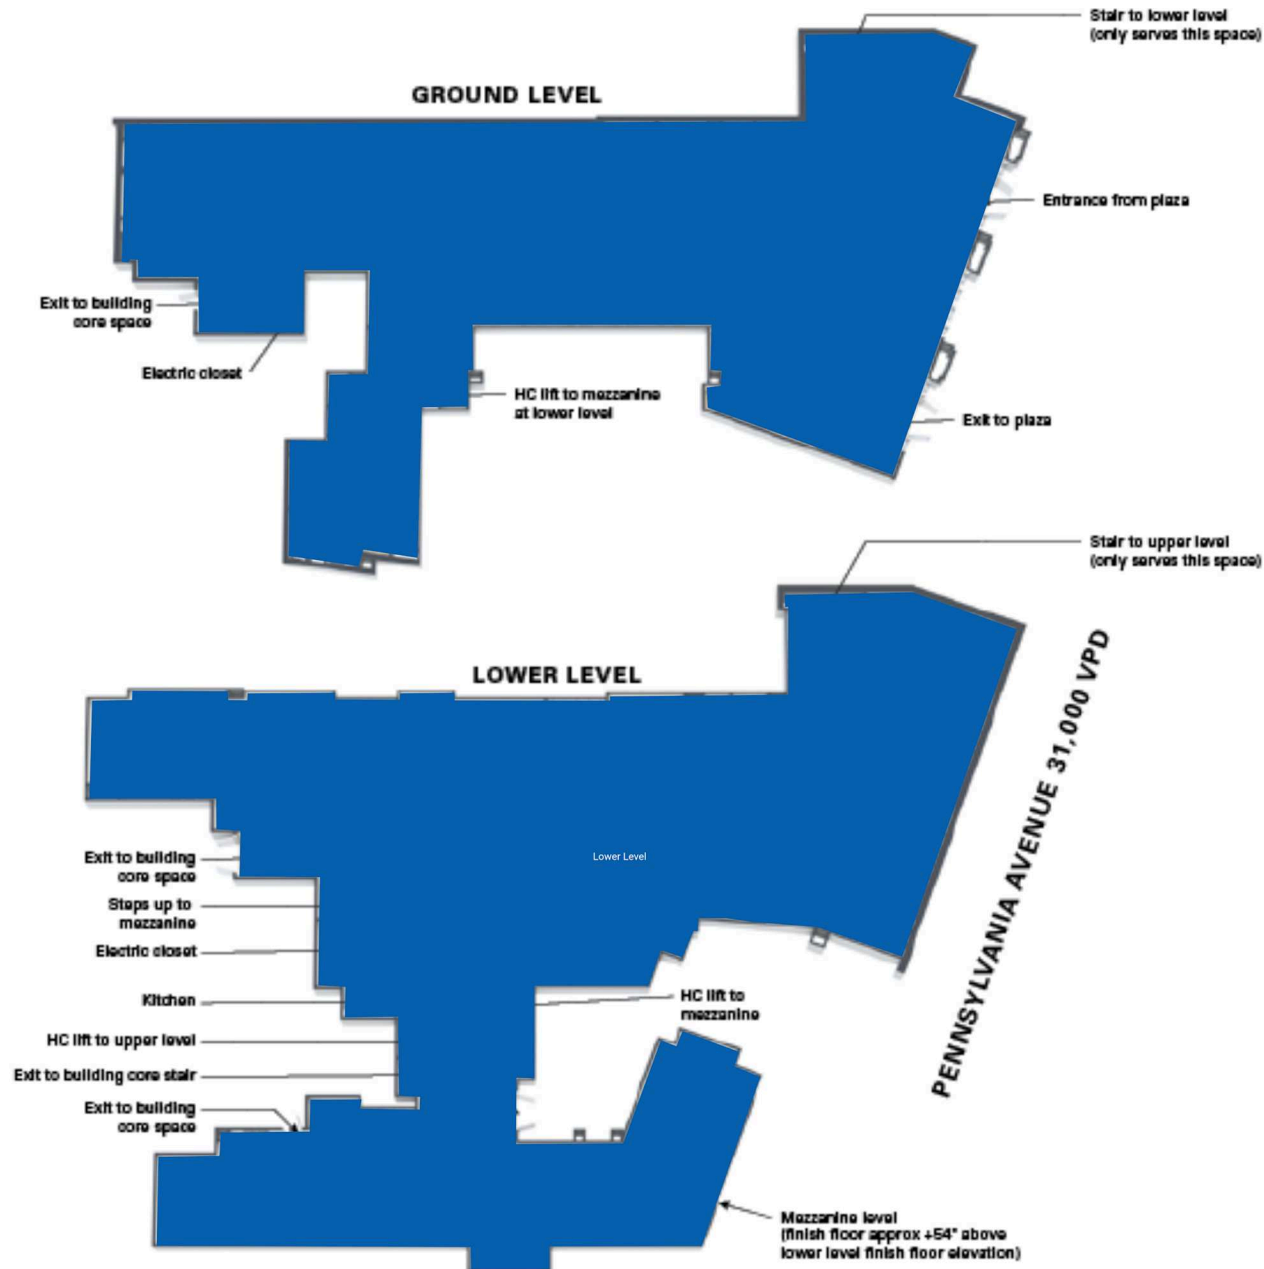 Stair to lower level
(only serves this space)
GROUND LEVEL
Entrance from plaza
Exit to building
core space
Electric closet
HC lift to mezzanine
at lower level
Exit to plaza
Stair to upper level
(only serves this space)
LOWER LEVEL
PENNSYLVANIA AVENUE 31,000 VPD
Lower Level
Exit to building
core space
Steps up to
mezzanine
Electric closet
Kitchen
HC lift to
mezzanine
HC lift to upper level
Exit to building core stair
Exit to building
core space
Mezzanine level
(finish floor approx +54" above
lower level finish floor elevation)